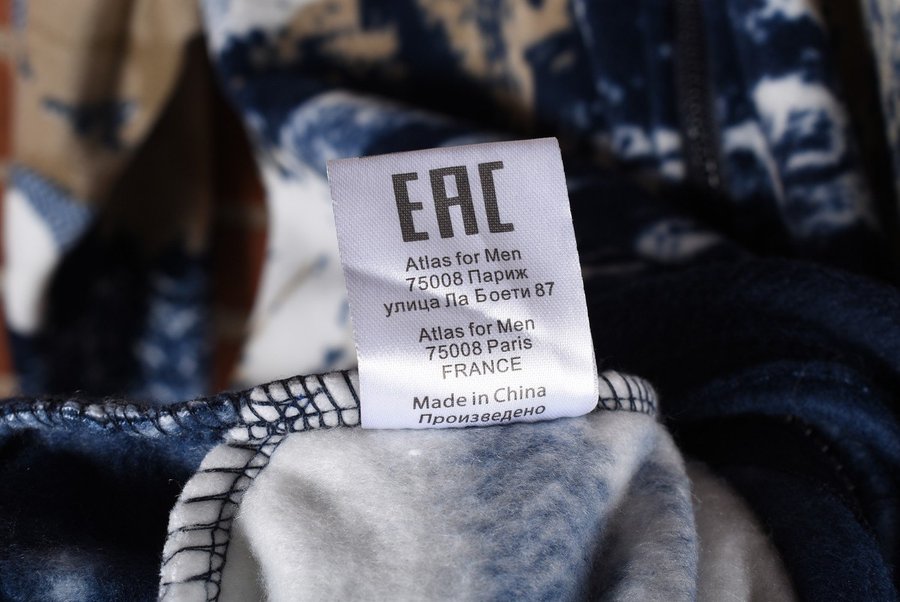 EAC
Atlas for Men
75008 Париж
улица Ла Боети 87
Atlas for Men
75008 Paris
FRANCE
Made in China
Произведено